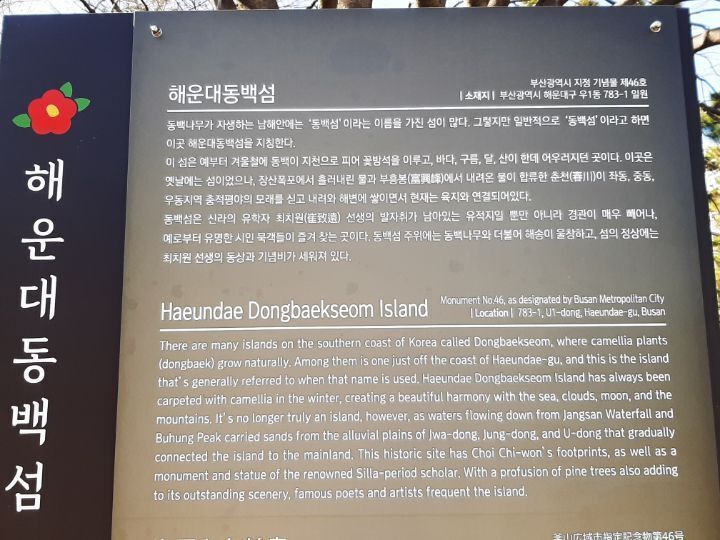 해운대동백섬
해운대동백섬
부산광역시 지정 기념물 제46호
| 소재지 | 부산광역시 해운대구 우1동 783-1 일원
동백나무가 자생하는 남해안에는 ‘동백섬’이라는 이름을 가진 섬이 많다. 그렇지만 일반적으로 ‘동백섬’이라고 하면
이곳 해운대동백섬을 지칭한다.
이 섬은 예부터 겨울철에 동백이 지천으로 피어 꽃방석을 이루고, 바다, 구름, 달, 산이 한데 어우러지던 곳이다. 이곳은
옛날에는 섬이었으나, 장산폭포에서 흘러내린 물과 부흥봉(富興峰)에서 내려온 물이 합류한 춘천(春川)이 좌동, 중동,
우동지역 충적평야의 모래를 싣고 내려와 해변에 쌓이면서 현재는 육지와 연결되어있다.
동백섬은 신라의 유학자 최치원(崔致遠) 선생의 발자취가 남아있는 유적지일 뿐만 아니라 경관이 매우 빼어나,
예로부터 유명한 시인 묵객들이 즐겨 찾는 곳이다. 동백섬 주위에는 동백나무와 더불어 해송이 울창하고, 섬의 정상에는
최치원 선생의 동상과 기념비가 세워져 있다.
Haeundae Dongbaekseom Island
Monument No.46, as designated by Busan Metropolitan City
| Location | 783-1, U1-dong, Haeundae-gu, Busan
There are many islands on the southern coast of Korea called Dongbaekseom, where camellia plants
(dongbaek) grow naturally. Among them is one just off the coast of Haeundae-gu, and this is the island
that's generally referred to when that name is used. Haeundae Dongbaekseom Island has always been
carpeted with camellia in the winter, creating a beautiful harmony with the sea, clouds, moon, and the
mountains. It's no longer truly an island, however, as waters flowing down from Jangsan Waterfall and
Buhung Peak carried sands from the alluvial plains of Jwa-dong, Jung-dong, and U-dong that gradually
connected the island to the mainland. This historic site has Choi Chi-won's footprints, as well as a
monument and statue of the renowned Silla-period scholar. With a profusion of pine trees also adding
to its outstanding scenery, famous poets and artists frequent the island.
釜山広域市指定記念物第46号